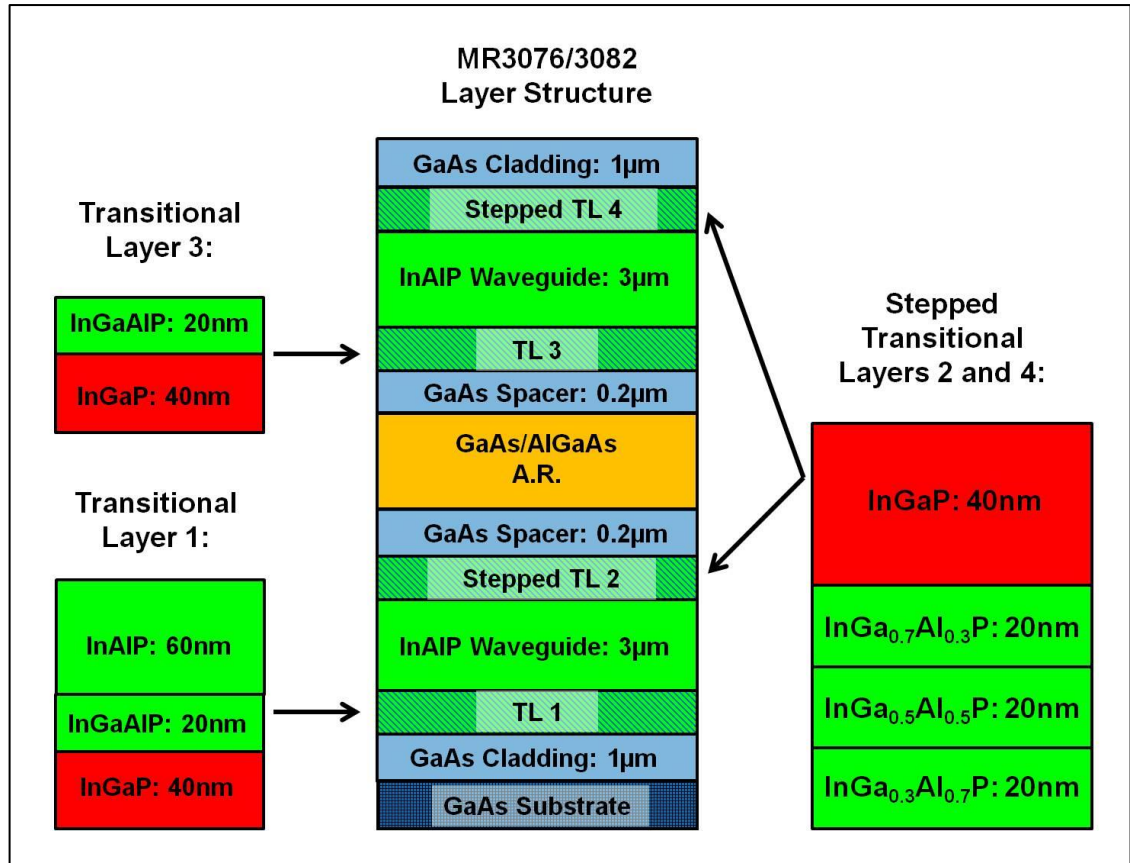 MR3076/3082
Layer Structure
GaAs Cladding: 1µm
Stepped TL 4
InAlP Waveguide: 3µm
TL 3
GaAs Spacer: 0.2µm
GaAs/AlGaAs
A.R.
GaAs Spacer: 0.2µm
Stepped TL 2
InAlP Waveguide: 3µm
TL 1
GaAs Cladding: 1µm
GaAs Substrate
Transitional
Layer 3:
InGaAlP: 20nm
InGaP: 40nm
Transitional
Layer 1:
InAlP: 60nm
InGaAlP: 20nm
InGaP: 40nm
Stepped
Transitional
Layers 2 and 4:
InGaP: 40nm
InGa₀.₇Al₀.₃P: 20nm
InGa₀.₅Al₀.₅P: 20nm
InGa₀.₃Al₀.₇P: 20nm